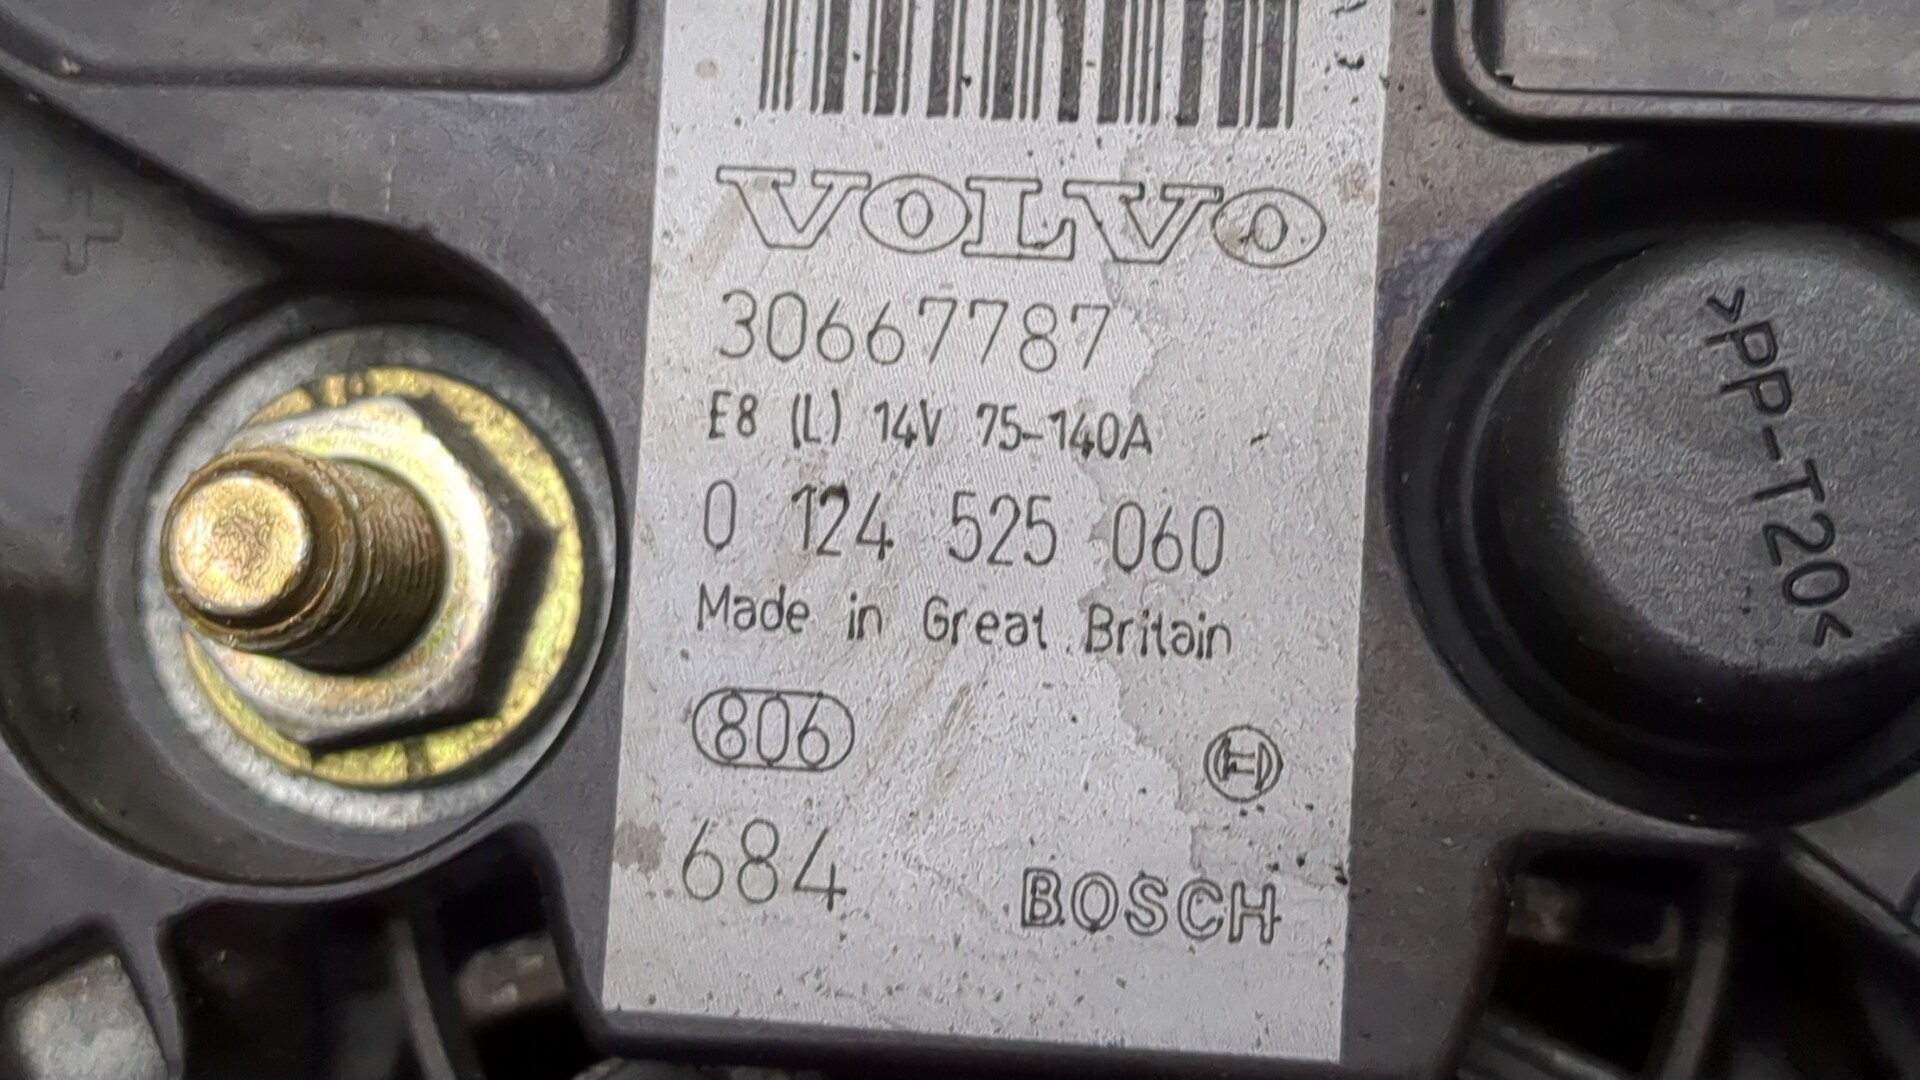 VOLVO
30667787
E8 (L) 14V 75-140A
0 124 525 060
Made in Great Britain
806
684
BOSCH
+
>PP-T20<